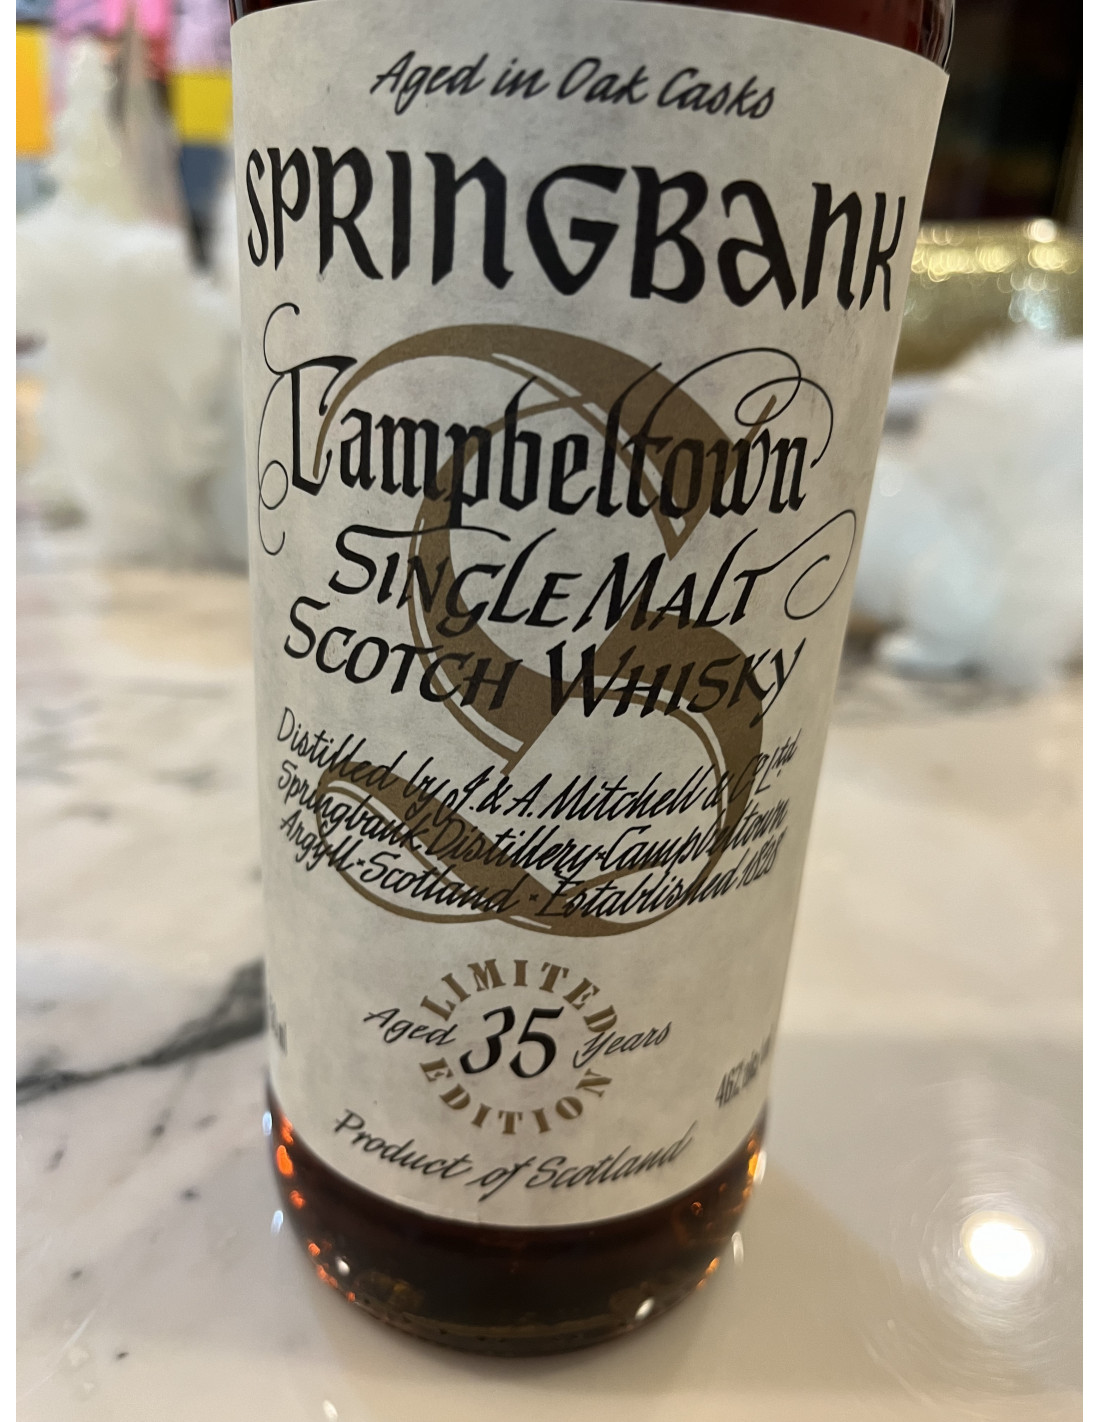 Aged in Oak Casks
SPRINGBANK
Campbeltown
SINGLE MALT
SCOTCH WHISKY
Distilled by J. & A. Mitchell & Co Ltd
Springbank Distillery · Campbeltown
Argyll · Scotland · Established 1828
LIMITED
Aged 35 Years
EDITION
46%
Product of Scotland